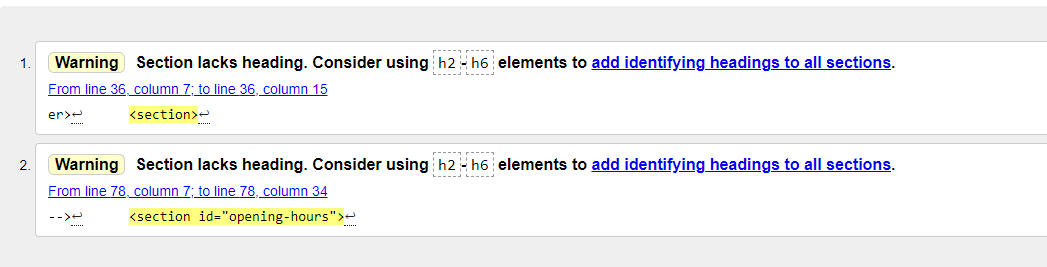 1. Warning Section lacks heading. Consider using h2-h6 elements to add identifying headings to all sections.
From line 36, column 7; to line 36, column 15
er>↩ <section>↩
2. Warning Section lacks heading. Consider using h2-h6 elements to add identifying headings to all sections.
From line 78, column 7; to line 78, column 34
-->↩ <section id="opening-hours">↩